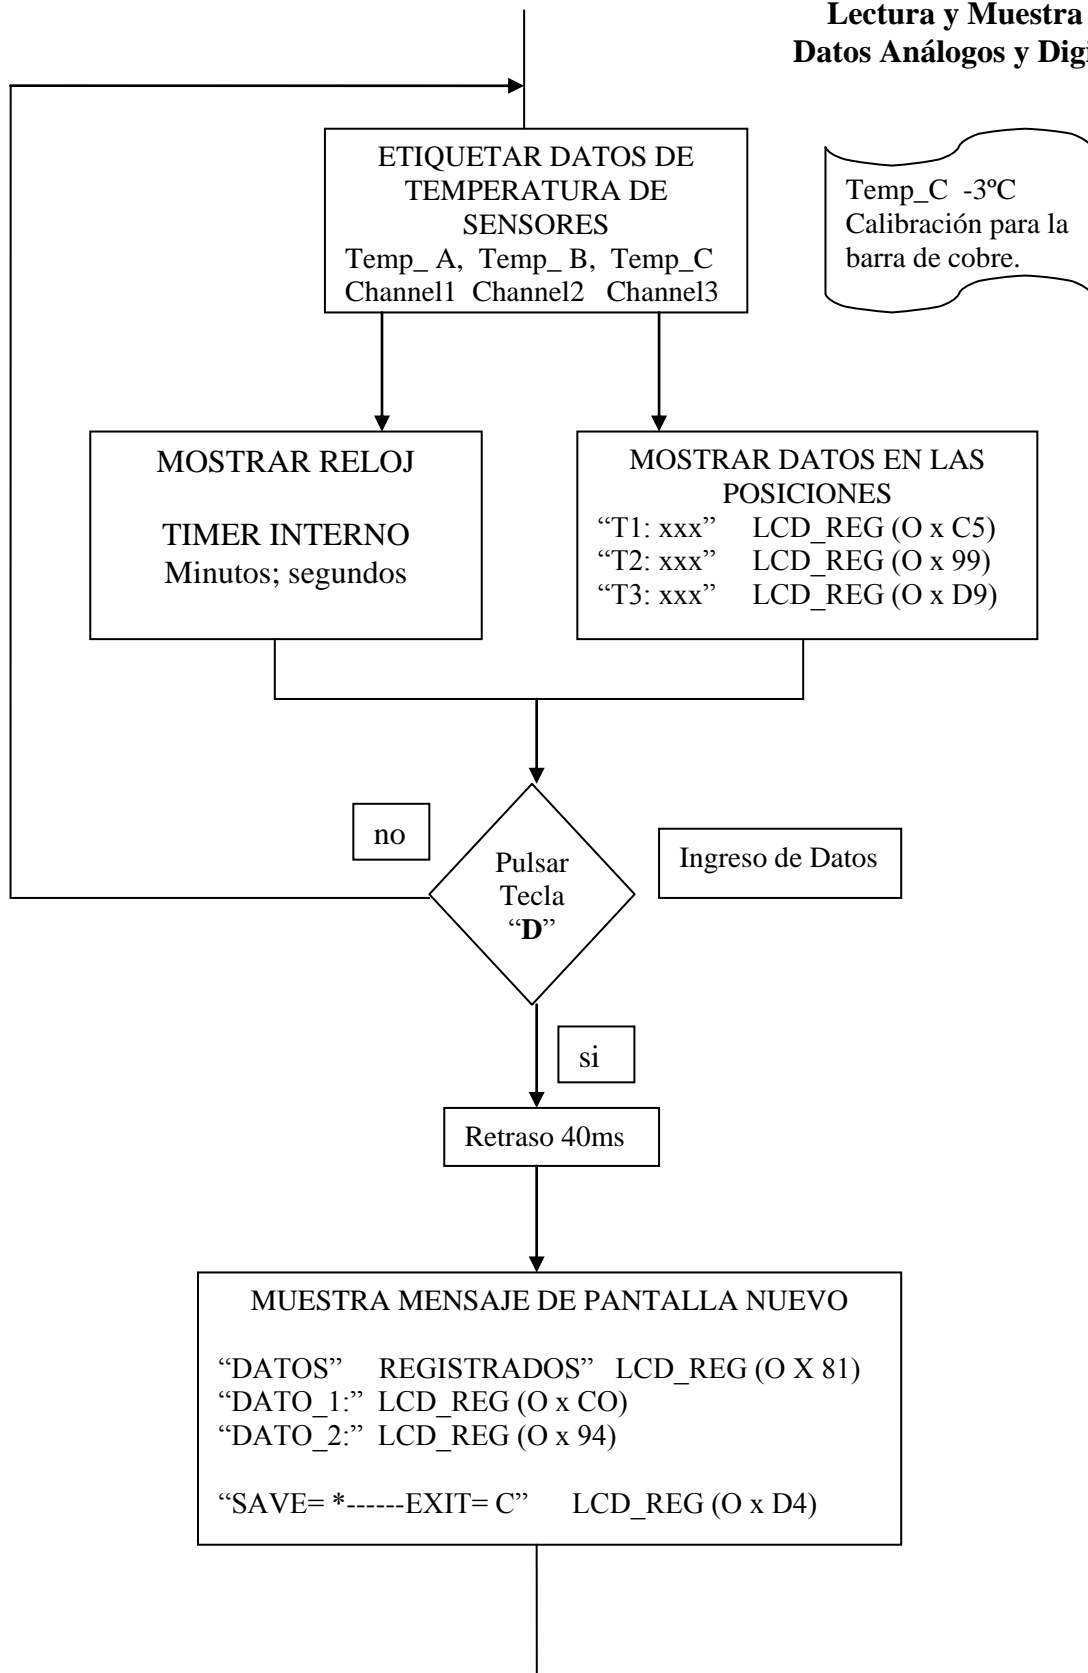 Lectura y Muestra
Datos Análogos y Digi
ETIQUETAR DATOS DE
TEMPERATURA DE
SENSORES
Temp_ A, Temp_ B, Temp_C
Channel1 Channel2 Channel3
Temp_C -3ºC
Calibración para la
barra de cobre.
MOSTRAR RELOJ
TIMER INTERNO
Minutos; segundos
MOSTRAR DATOS EN LAS
POSICIONES
“T1: xxx” LCD_REG (O x C5)
“T2: xxx” LCD_REG (O x 99)
“T3: xxx” LCD_REG (O x D9)
no
Pulsar
Tecla
“D”
Ingreso de Datos
si
Retraso 40ms
MUESTRA MENSAJE DE PANTALLA NUEVO
“DATOS” REGISTRADOS” LCD_REG (O X 81)
“DATO_1:” LCD_REG (O x CO)
“DATO_2:” LCD_REG (O x 94)
“SAVE= *------EXIT= C” LCD_REG (O x D4)